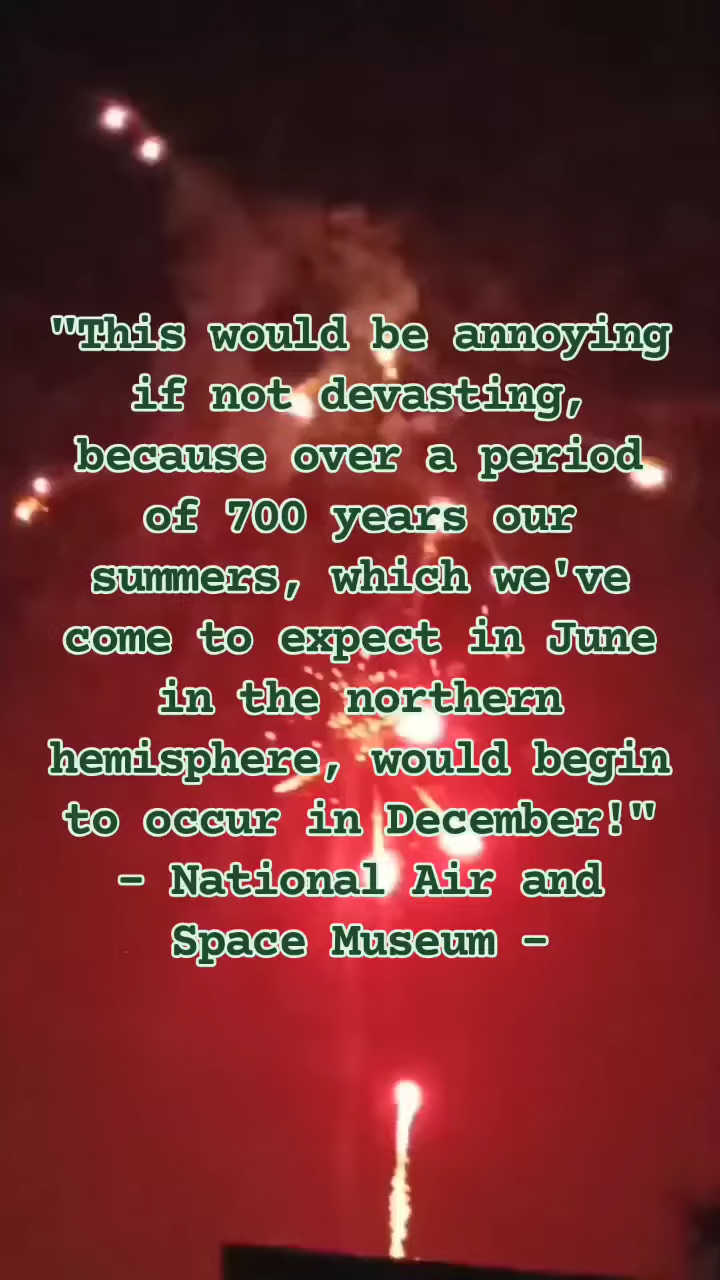 "This would be annoying
if not devasting,
because over a period
of 700 years our
summers, which we've
come to expect in June
in the northern
hemisphere, would begin
to occur in December!"
- National Air and
Space Museum -